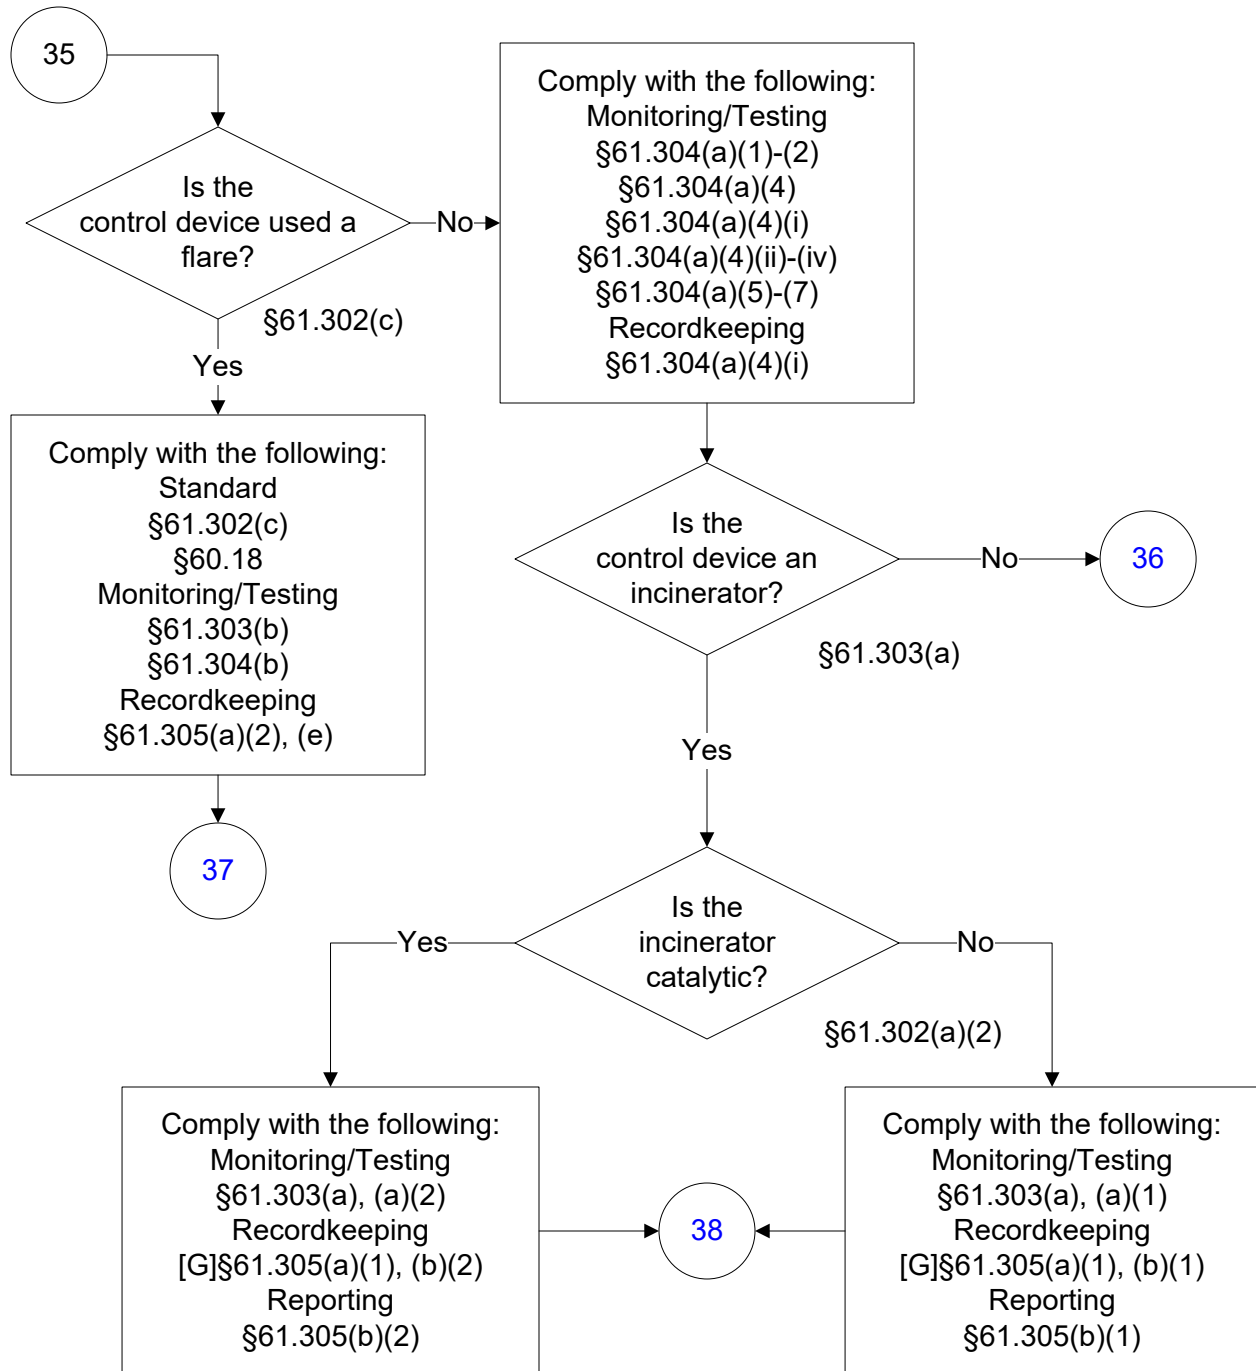 35
Is the
control device used a
flare?
No
§61.302(c)
Yes
Comply with the following:
Standard
§61.302(c)
§60.18
Monitoring/Testing
§61.303(b)
§61.304(b)
Recordkeeping
§61.305(a)(2), (e)
37
Comply with the following:
Monitoring/Testing
§61.304(a)(1)-(2)
§61.304(a)(4)
§61.304(a)(4)(i)
§61.304(a)(4)(ii)-(iv)
§61.304(a)(5)-(7)
Recordkeeping
§61.304(a)(4)(i)
Is the
control device an
incinerator?
No
36
§61.303(a)
Yes
Is the
incinerator
catalytic?
Yes
No
§61.302(a)(2)
Comply with the following:
Monitoring/Testing
§61.303(a), (a)(2)
Recordkeeping
[G]§61.305(a)(1), (b)(2)
Reporting
§61.305(b)(2)
38
Comply with the following:
Monitoring/Testing
§61.303(a), (a)(1)
Recordkeeping
[G]§61.305(a)(1), (b)(1)
Reporting
§61.305(b)(1)